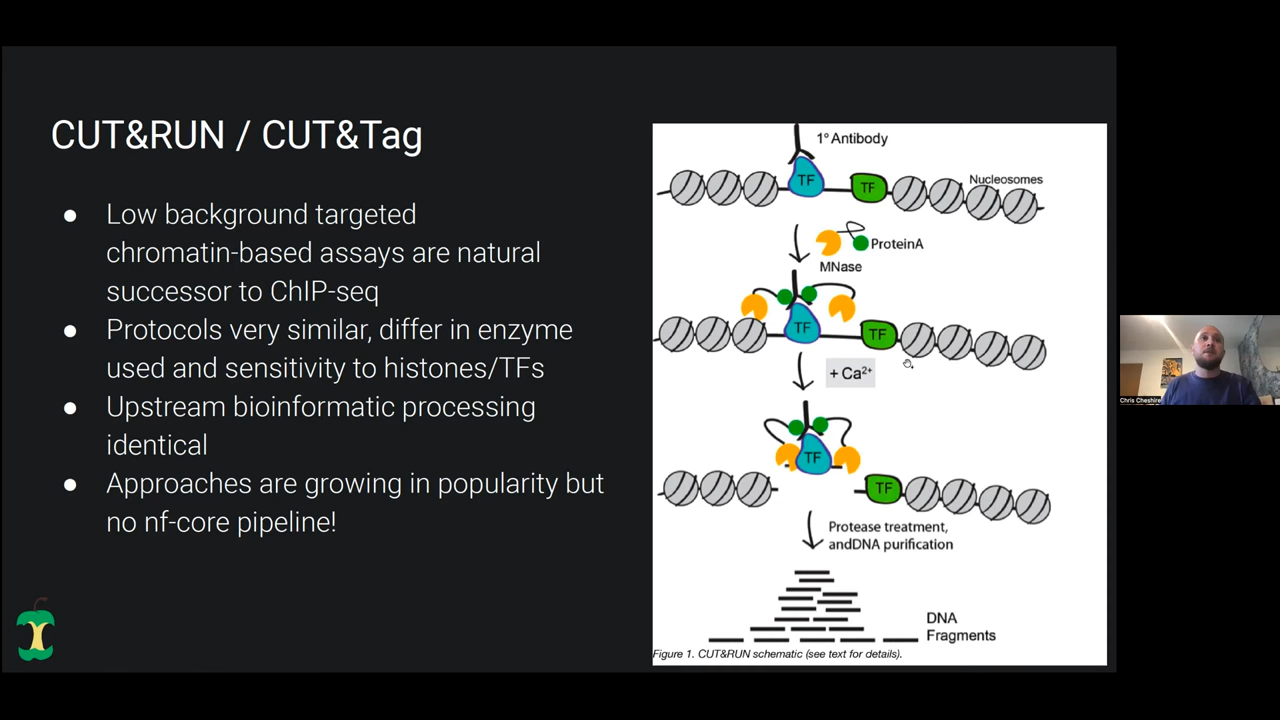 CUT&RUN / CUT&Tag
● Low background targeted
chromatin-based assays are natural
successor to ChIP-seq
● Protocols very similar, differ in enzyme
used and sensitivity to histones/TFs
● Upstream bioinformatic processing
identical
● Approaches are growing in popularity but
no nf-core pipeline!
1º Antibody
TF
TF
Nucleosomes
ProteinA
MNase
TF
TF
+ Ca²⁺
TF
TF
Protease treatment,
andDNA purification
DNA
Fragments
Figure 1. CUT&RUN schematic (see text for details).
Chris Cheshire